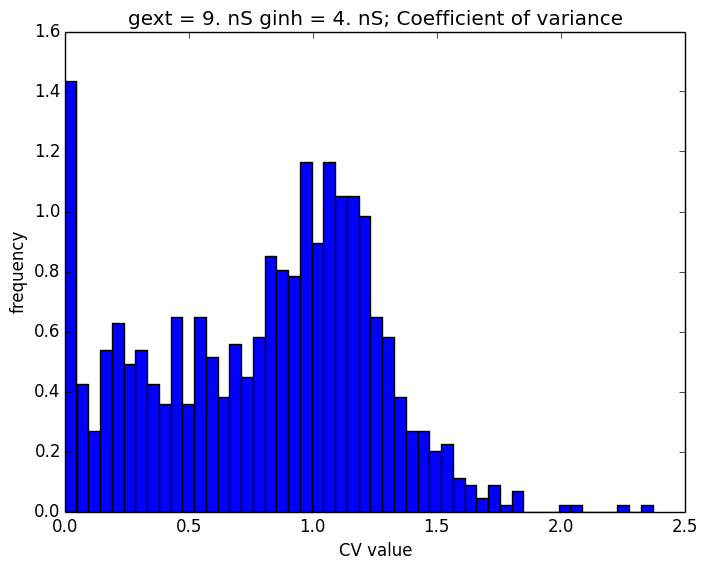 gext = 9. nS ginh = 4. nS; Coefficient of variance
1.6
1.4
1.2
1.0
0.8
0.6
0.4
0.2
0.0
frequency
0.0 0.5 1.0 1.5 2.0 2.5
CV value